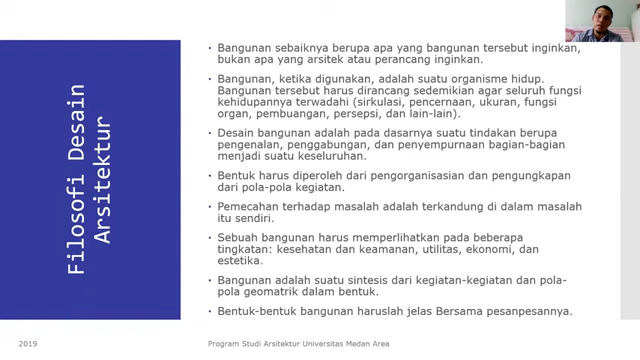 Filosofi Desain
Arsitektur
• Bangunan sebaiknya berupa apa yang bangunan tersebut inginkan,
bukan apa yang arsitek atau perancang inginkan.
• Bangunan, ketika digunakan, adalah suatu organisme hidup.
Bangunan tersebut harus dirancang sedemikian agar seluruh fungsi
kehidupannya terwadahi (sirkulasi, pencernaan, ukuran, fungsi
organ, pembuangan, persepsi, dan lain-lain).
• Desain bangunan adalah pada dasarnya suatu tindakan berupa
pengenalan, penggabungan, dan penyempurnaan bagian-bagian
menjadi suatu keseluruhan.
• Bentuk harus diperoleh dari pengorganisasian dan pengungkapan
dari pola-pola kegiatan.
• Pemecahan terhadap masalah adalah terkandung di dalam masalah
itu sendiri.
• Sebuah bangunan harus memperlihatkan pada beberapa
tingkatan: kesehatan dan keamanan, utilitas, ekonomi, dan
estetika.
• Bangunan adalah suatu sintesis dari kegiatan-kegiatan dan pola-
pola geomatrik dalam bentuk.
• Bentuk-bentuk bangunan haruslah jelas Bersama pesanpesannya.
2019
Program Studi Arsitektur Universitas Medan Area